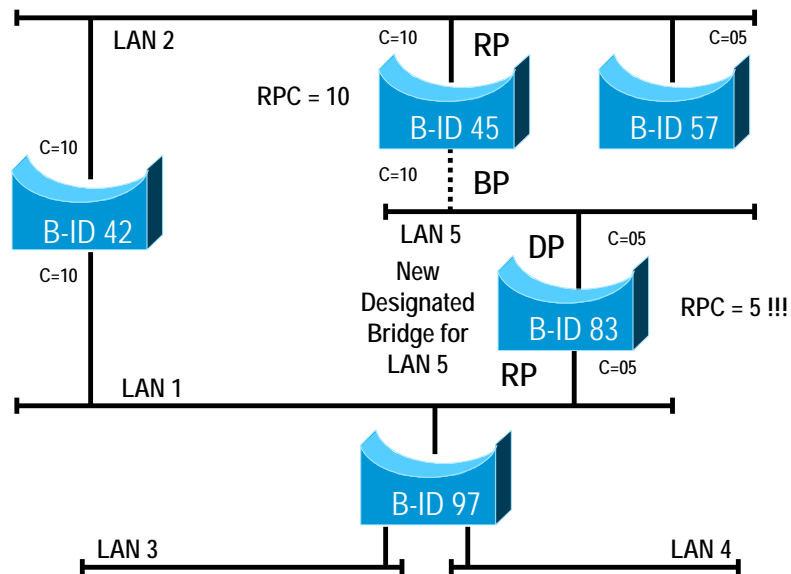 LAN 2
C=10
RP
C=05
RPC = 10
B-ID 45
B-ID 57
C=10
C=10
BP
B-ID 42
LAN 5
DP
C=05
C=10
New
Designated
Bridge for
LAN 5
B-ID 83
RPC = 5 !!!
RP
C=05
LAN 1
B-ID 97
LAN 3
LAN 4